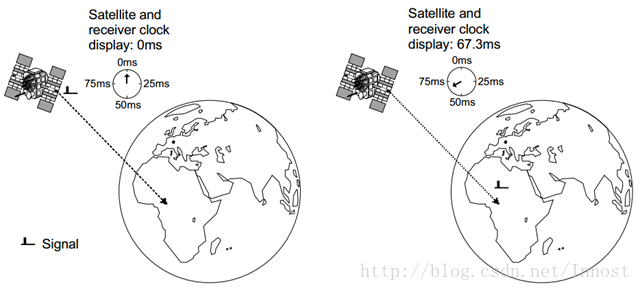 Satellite and
receiver clock
display: 0ms
0ms
75ms
25ms
50ms
Signal
Satellite and
receiver clock
display: 67.3ms
0ms
75ms
25ms
50ms
http://blog.csdn.net/Innost